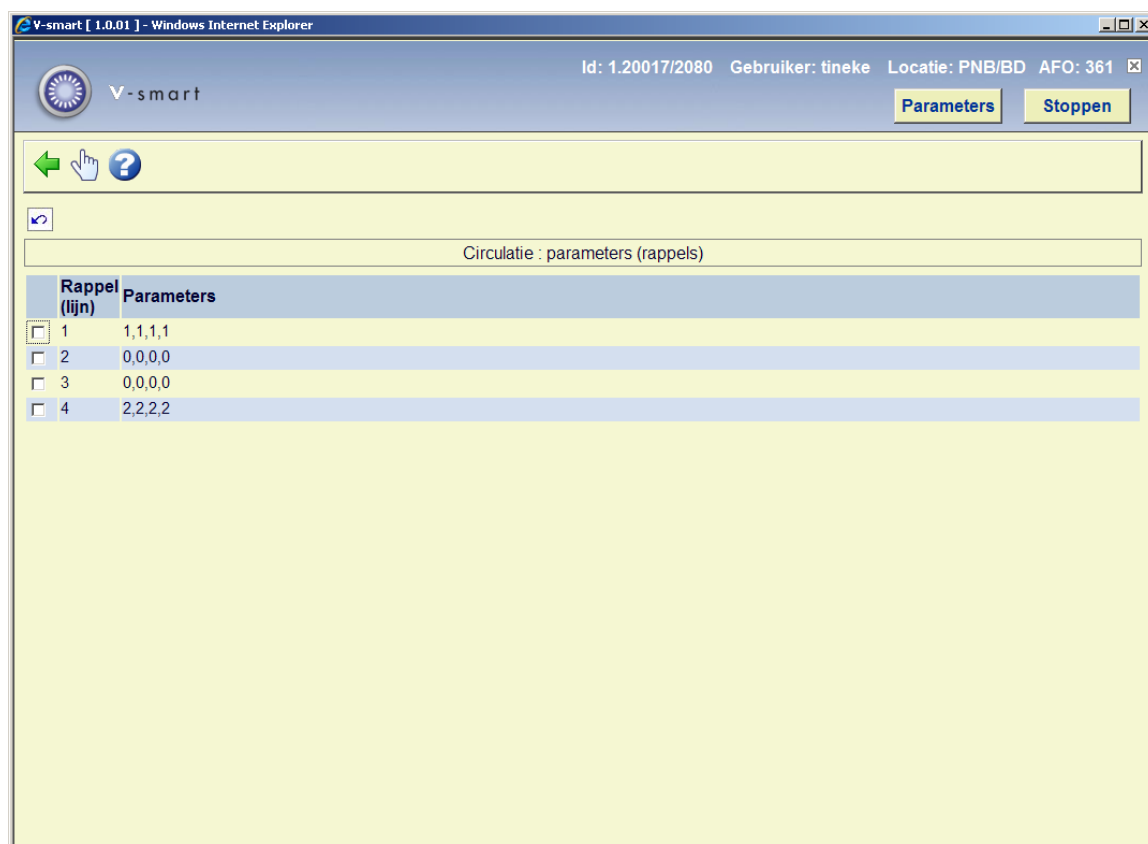 V-smart [ 1.0.01 ] - Windows Internet Explorer
Id: 1.20017/2080 Gebruiker: tineke Locatie: PNB/BD AFO: 361
V-smart
Parameters Stoppen
Circulatie : parameters (rappels)
Rappel (lijn) Parameters
1 1,1,1,1
2 0,0,0,0
3 0,0,0,0
4 2,2,2,2